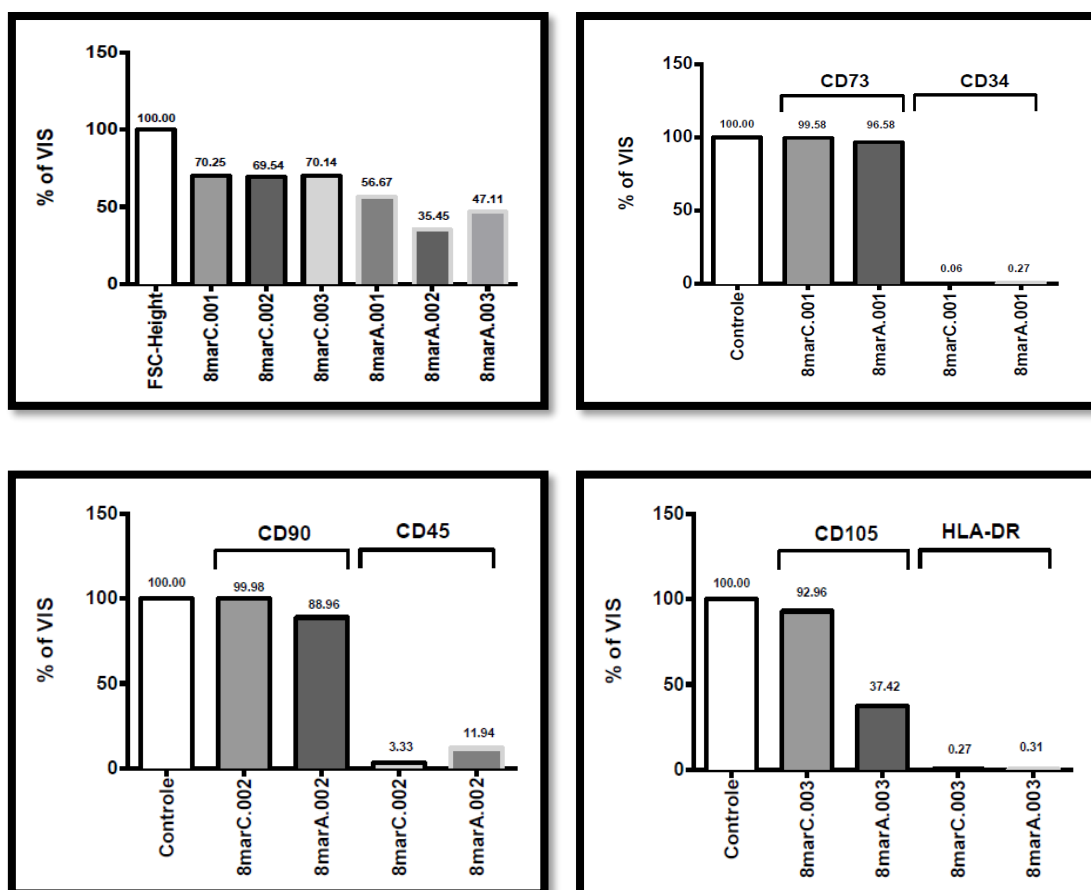 150
100
50
0
% of VIS
100.00
70.25
69.54
70.14
56.67
35.45
47.11
FSC-Height
8marC.001
8marC.002
8marC.003
8marA.001
8marA.002
8marA.003
150
100
50
0
% of VIS
CD73
CD34
100.00
99.58
96.58
0.06
0.27
Controle
8marC.001
8marA.001
8marC.001
8marA.001
150
100
50
0
% of VIS
CD90
CD45
100.00
99.98
88.96
3.33
11.94
Controle
8marC.002
8marA.002
8marC.002
8marA.002
150
100
50
0
% of VIS
CD105
HLA-DR
100.00
92.96
37.42
0.27
0.31
Controle
8marC.003
8marA.003
8marC.003
8marA.003